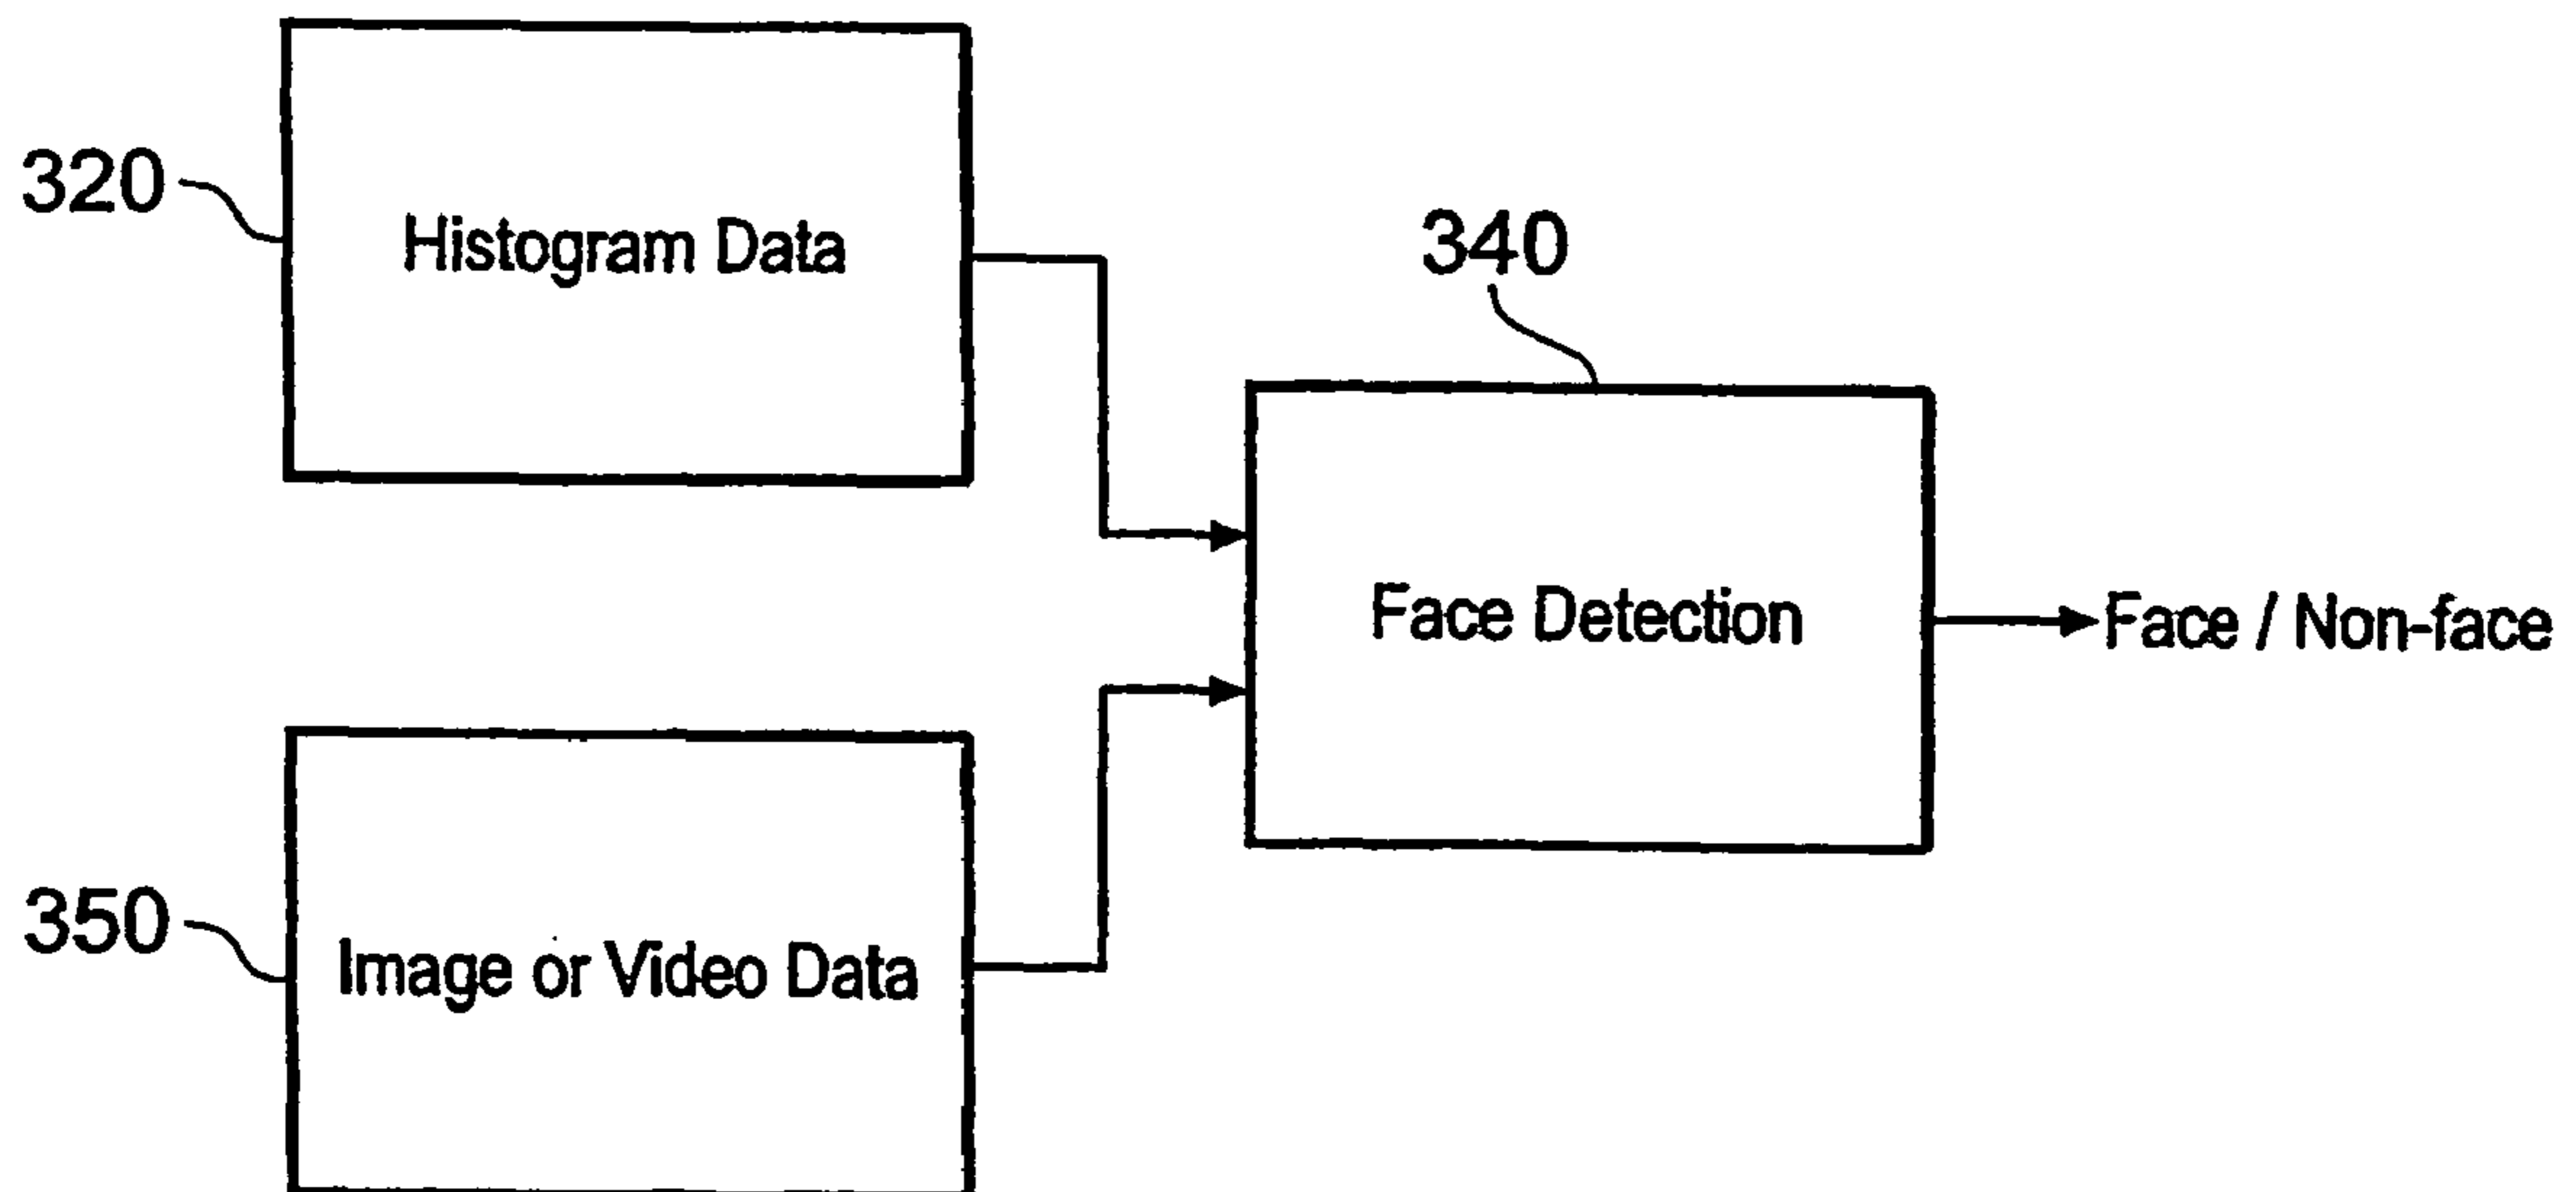 320
Histogram Data
340
Face Detection
Face / Non-face
350
Image or Video Data